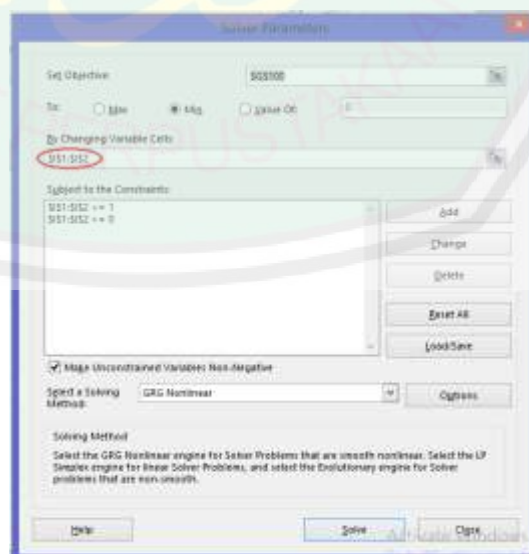 Solver Parameters
Set Objective: $G$100
To: Max Min Value Of: 0
By Changing Variable Cells:
$I$1:$I$2
Subject to the Constraints:
$I$1:$I$2 <= 1
$I$1:$I$2 >= 0
Add
Change
Delete
Reset All
Load/Save
Make Unconstrained Variables Non-Negative
Select a Solving Method: GRG Nonlinear Options
Solving Method
Select the GRG Nonlinear engine for Solver Problems that are smooth nonlinear. Select the LP
Simplex engine for linear Solver Problems, and select the Evolutionary engine for Solver
problems that are non-smooth.
Help Solve Close